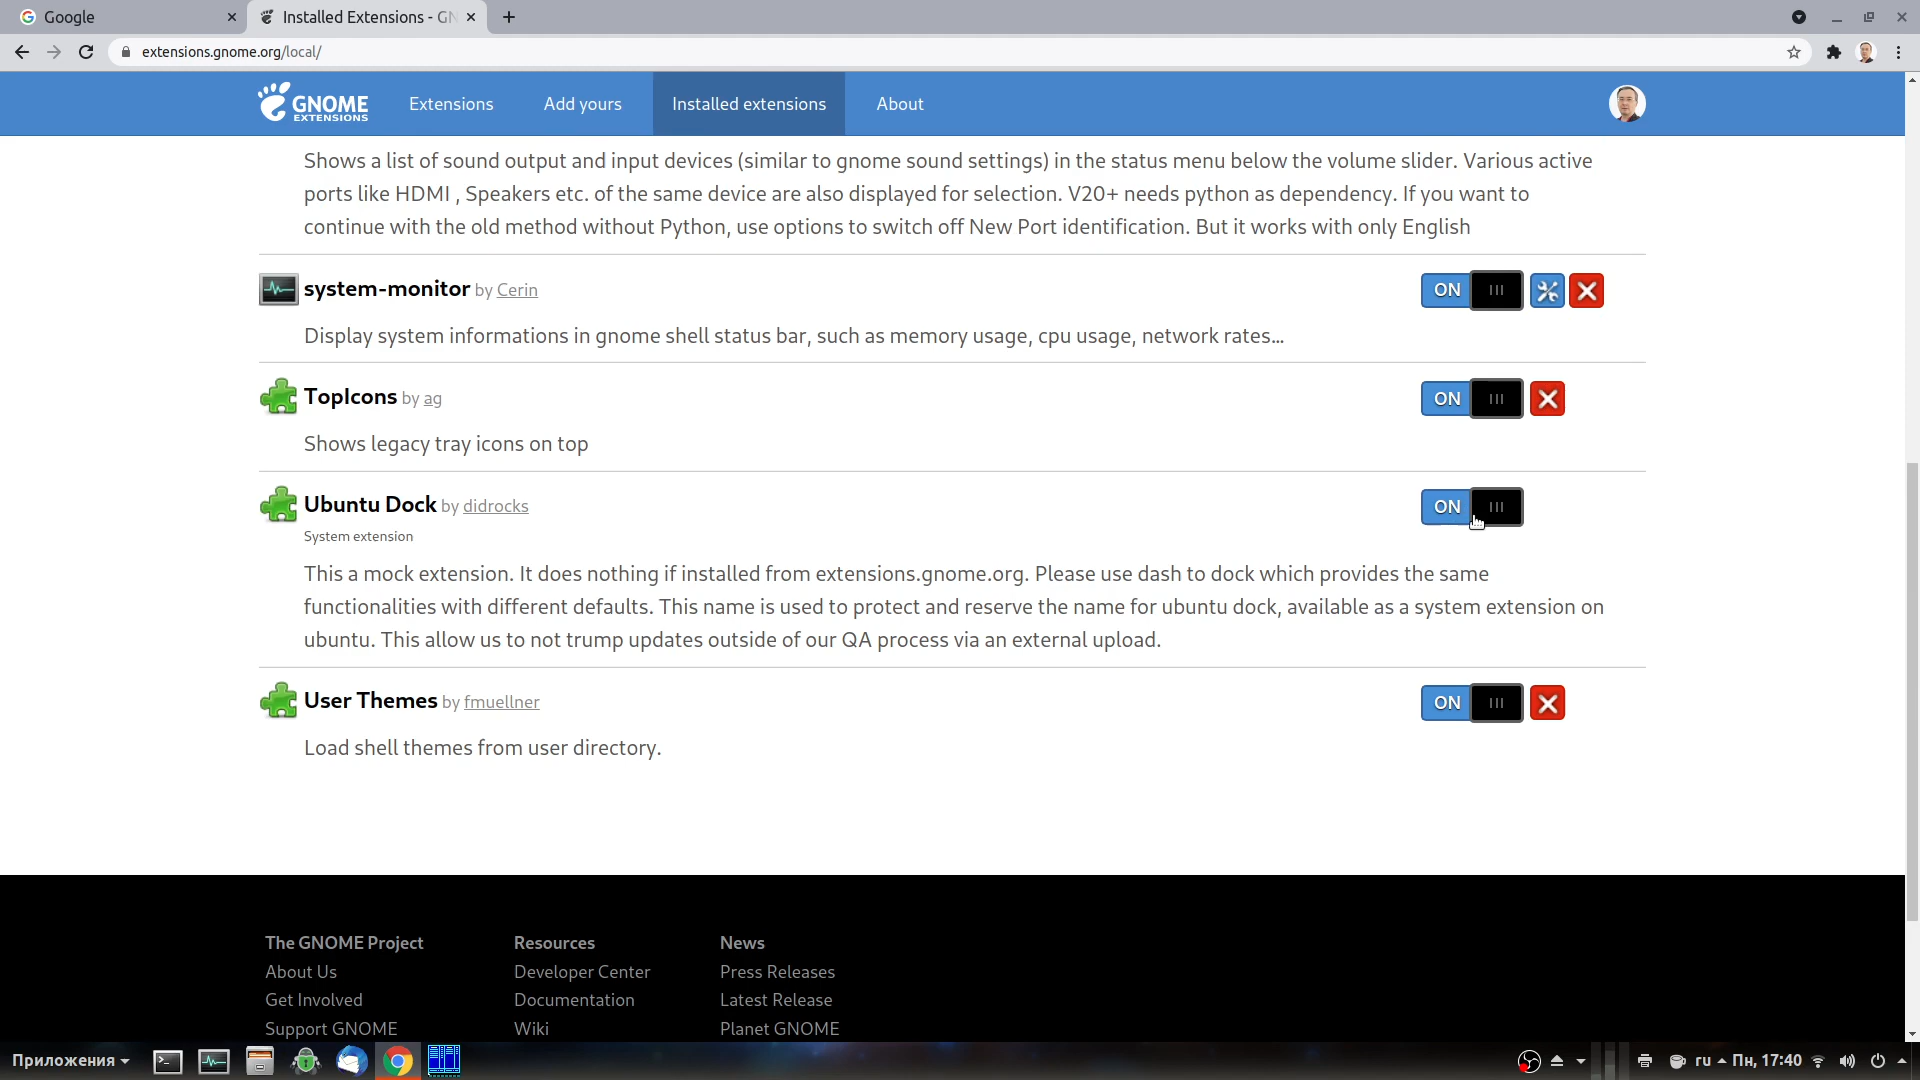 Google
Installed Extensions - GN
extensions.gnome.org/local/
GNOME EXTENSIONS
Extensions
Add yours
Installed extensions
About
Shows a list of sound output and input devices (similar to gnome sound settings) in the status menu below the volume slider. Various active
ports like HDMI , Speakers etc. of the same device are also displayed for selection. V20+ needs python as dependency. If you want to
continue with the old method without Python, use options to switch off New Port identification. But it works with only English
system-monitor by Cerin
ON
Display system informations in gnome shell status bar, such as memory usage, cpu usage, network rates...
TopIcons by ag
ON
Shows legacy tray icons on top
Ubuntu Dock by didrocks
ON
System extension
This a mock extension. It does nothing if installed from extensions.gnome.org. Please use dash to dock which provides the same
functionalities with different defaults. This name is used to protect and reserve the name for ubuntu dock, available as a system extension on
ubuntu. This allow us to not trump updates outside of our QA process via an external upload.
User Themes by fmuellner
ON
Load shell themes from user directory.
The GNOME Project
About Us
Get Involved
Support GNOME
Resources
Developer Center
Documentation
Wiki
News
Press Releases
Latest Release
Planet GNOME
Приложения
ru
Пн, 17:40